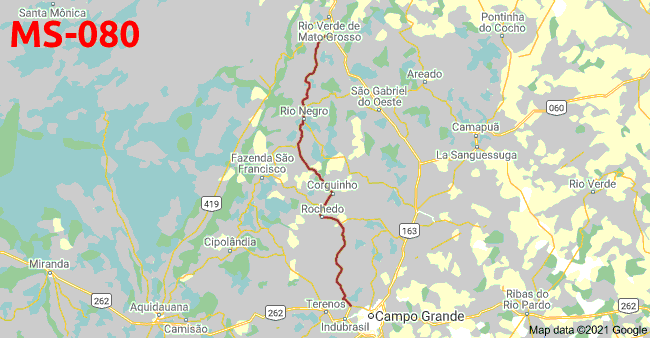 Santa Mônica
MS-080
Rio Verde de
Mato Grosso
Pontinha
do Cocho
Areado
São Gabriel
do Oeste
Rio Negro
060
Camapuã
La Sanguessuga
Fazenda São
Francisco
Corguinho
Rio Verde
419
Rochedo
163
Cipolândia
Miranda
262
Aquidauana
Camisão
262
Terenos
Indubrasil
Campo Grande
Ribas do
Rio Pardo
262
Map data ©2021 Google